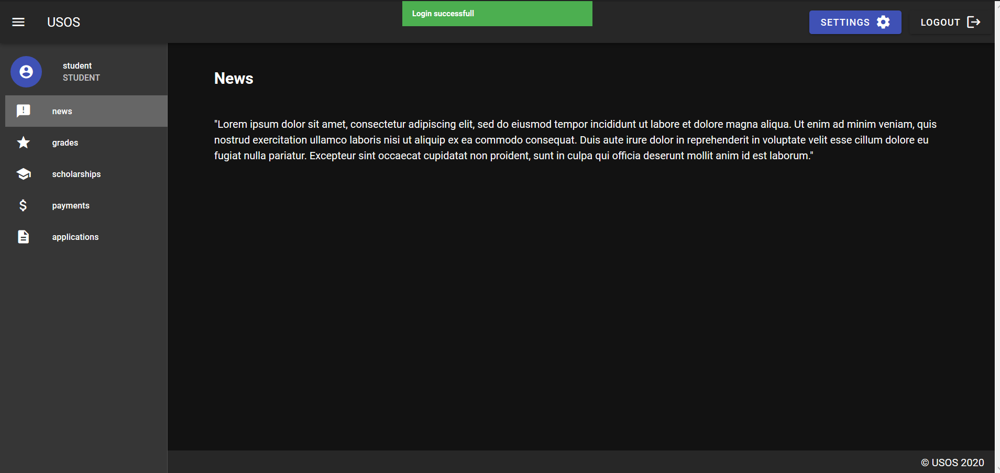 Login successfull
USOS
SETTINGS
LOGOUT
student
STUDENT
news
grades
scholarships
payments
applications
News
"Lorem ipsum dolor sit amet, consectetur adipiscing elit, sed do eiusmod tempor incididunt ut labore et dolore magna aliqua. Ut enim ad minim veniam, quis
nostrud exercitation ullamco laboris nisi ut aliquip ex ea commodo consequat. Duis aute irure dolor in reprehenderit in voluptate velit esse cillum dolore eu
fugiat nulla pariatur. Excepteur sint occaecat cupidatat non proident, sunt in culpa qui officia deserunt mollit anim id est laborum."
© USOS 2020